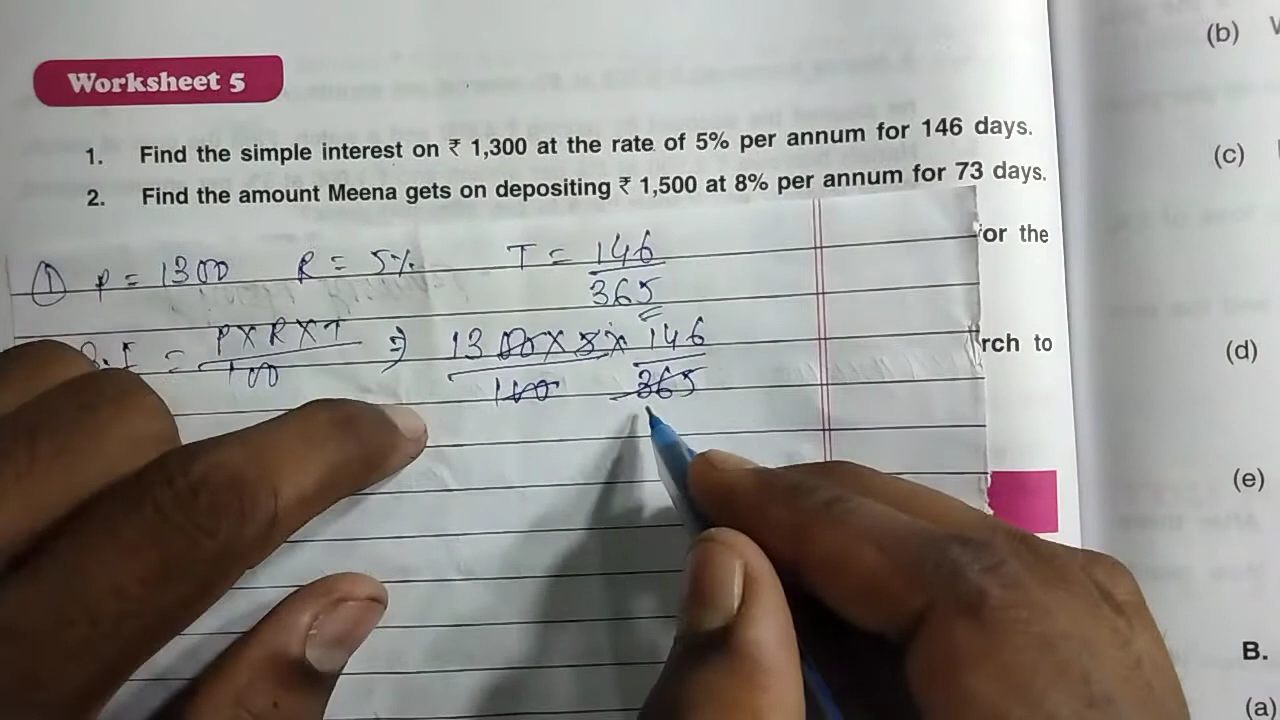 Worksheet 5
1. Find the simple interest on ₹ 1,300 at the rate of 5% per annum for 146 days.
2. Find the amount Meena gets on depositing ₹ 1,500 at 8% per annum for 73 days.
for the
① P = 1300 R = 5% T = 146
365
S.I = P×R×T ⇒ 1300×5× 146
100 100 365
rch to
(b)
(c)
(d)
(e)
B.
(a)